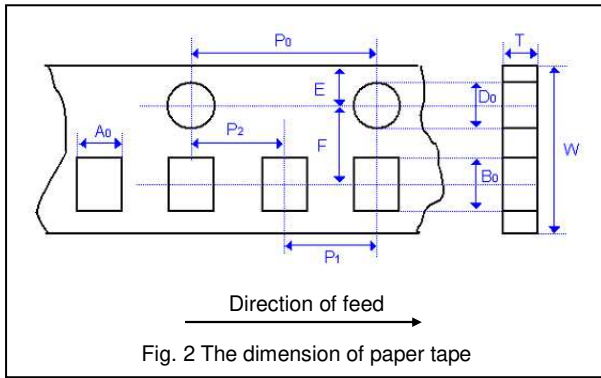 P0
T
E
D0
A0
P2
F
W
B0
P1
Direction of feed
Fig. 2 The dimension of paper tape